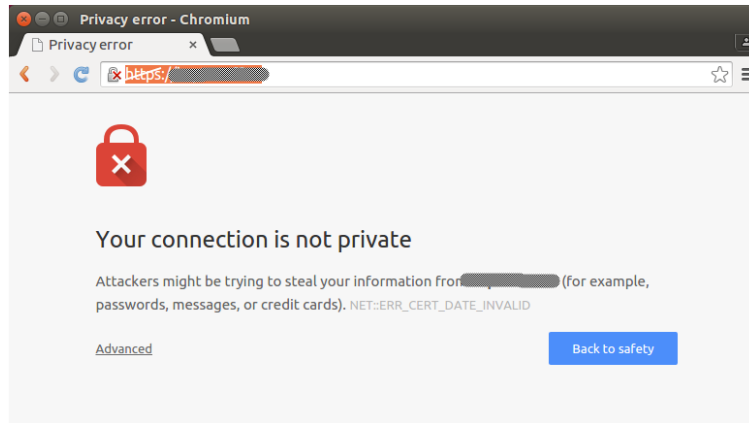 Privacy error - Chromium
Privacy error
https:/
Your connection is not private
Attackers might be trying to steal your information from (for example,
passwords, messages, or credit cards). NET::ERR_CERT_DATE_INVALID
Advanced
Back to safety